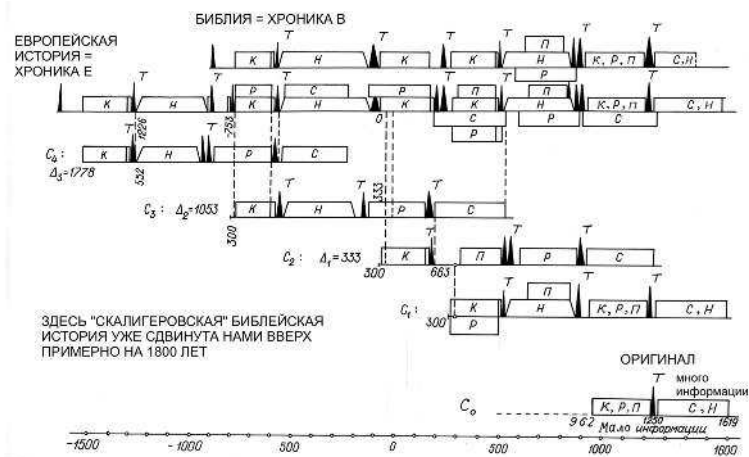 БИБЛИЯ = ХРОНИКА В
Т Т Т Т Т Т
К Н К К П Н Р К, Р, П С, Н
ЕВРОПЕЙСКАЯ
ИСТОРИЯ =
ХРОНИКА Е
Т Т Т Т Т Т Т
Р С Р П П
К Н К Н К К Н К, Р, П С, Н
С Р С
Р
1226 -753 0
С4: К Т Н Т Р Т С
Δ3=1778 552
С3: Δ2=1053 К Т Н Т Р Т С
300 333
С2: Δ1=333 К Т П Т Р Т С
300 663
С1: К Т П Н Т К, Р, П Т С, Н
300 Р
ЗДЕСЬ "СКАЛИГЕРОВСКАЯ" БИБЛЕЙСКАЯ
ИСТОРИЯ УЖЕ СДВИНУТА НАМИ ВВЕРХ
ПРИМЕРНО НА 1800 ЛЕТ
ОРИГИНАЛ
Т много
информации
С0 К, Р, П С, Н
962 1250 1619
Мало информации
-1500 -1000 -500 0 500 1000 1600